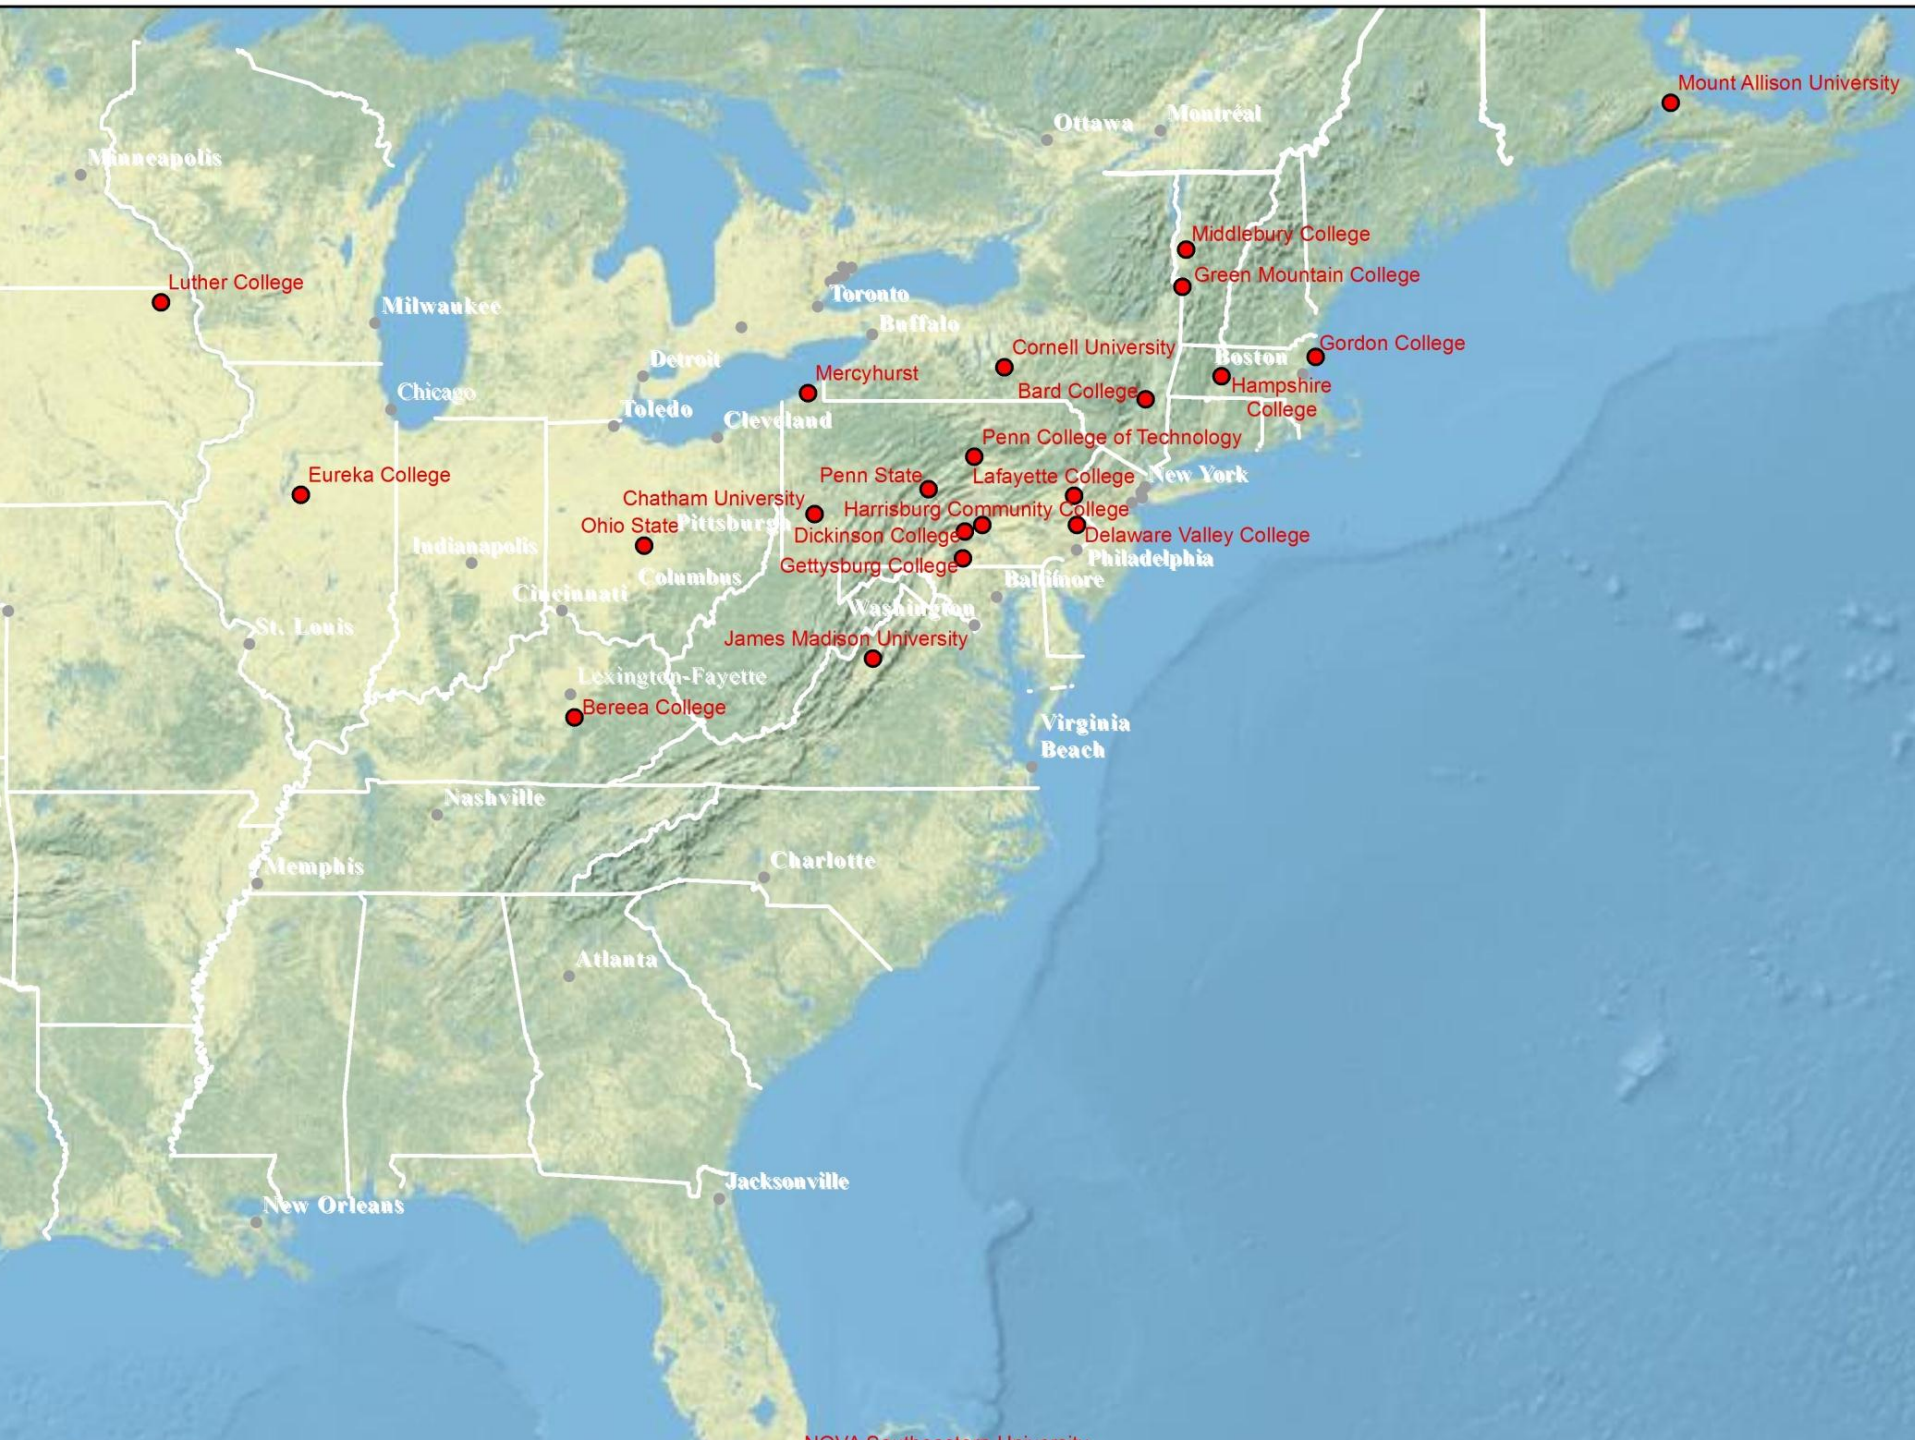 Mount Allison University
Montréal
Ottawa
Minneapolis
Middlebury College
Green Mountain College
Luther College
Toronto
Milwaukee
Buffalo
Gordon College
Cornell University
Boston
Detroit
Mercyhurst
Hampshire
College
Bard College
Chicago
Toledo
Cleveland
Penn College of Technology
Eureka College
Penn State
Lafayette College
New York
Chatham University
Harrisburg Community College
Ohio State
Pittsburgh
Dickinson College
Delaware Valley College
Indianapolis
Gettysburg College
Philadelphia
Columbus
Baltimore
Cincinnati
Washington
St. Louis
James Madison University
Lexington-Fayette
Bereea College
Virginia
Beach
Nashville
Memphis
Charlotte
Atlanta
Jacksonville
New Orleans
NOVA Southeastern University